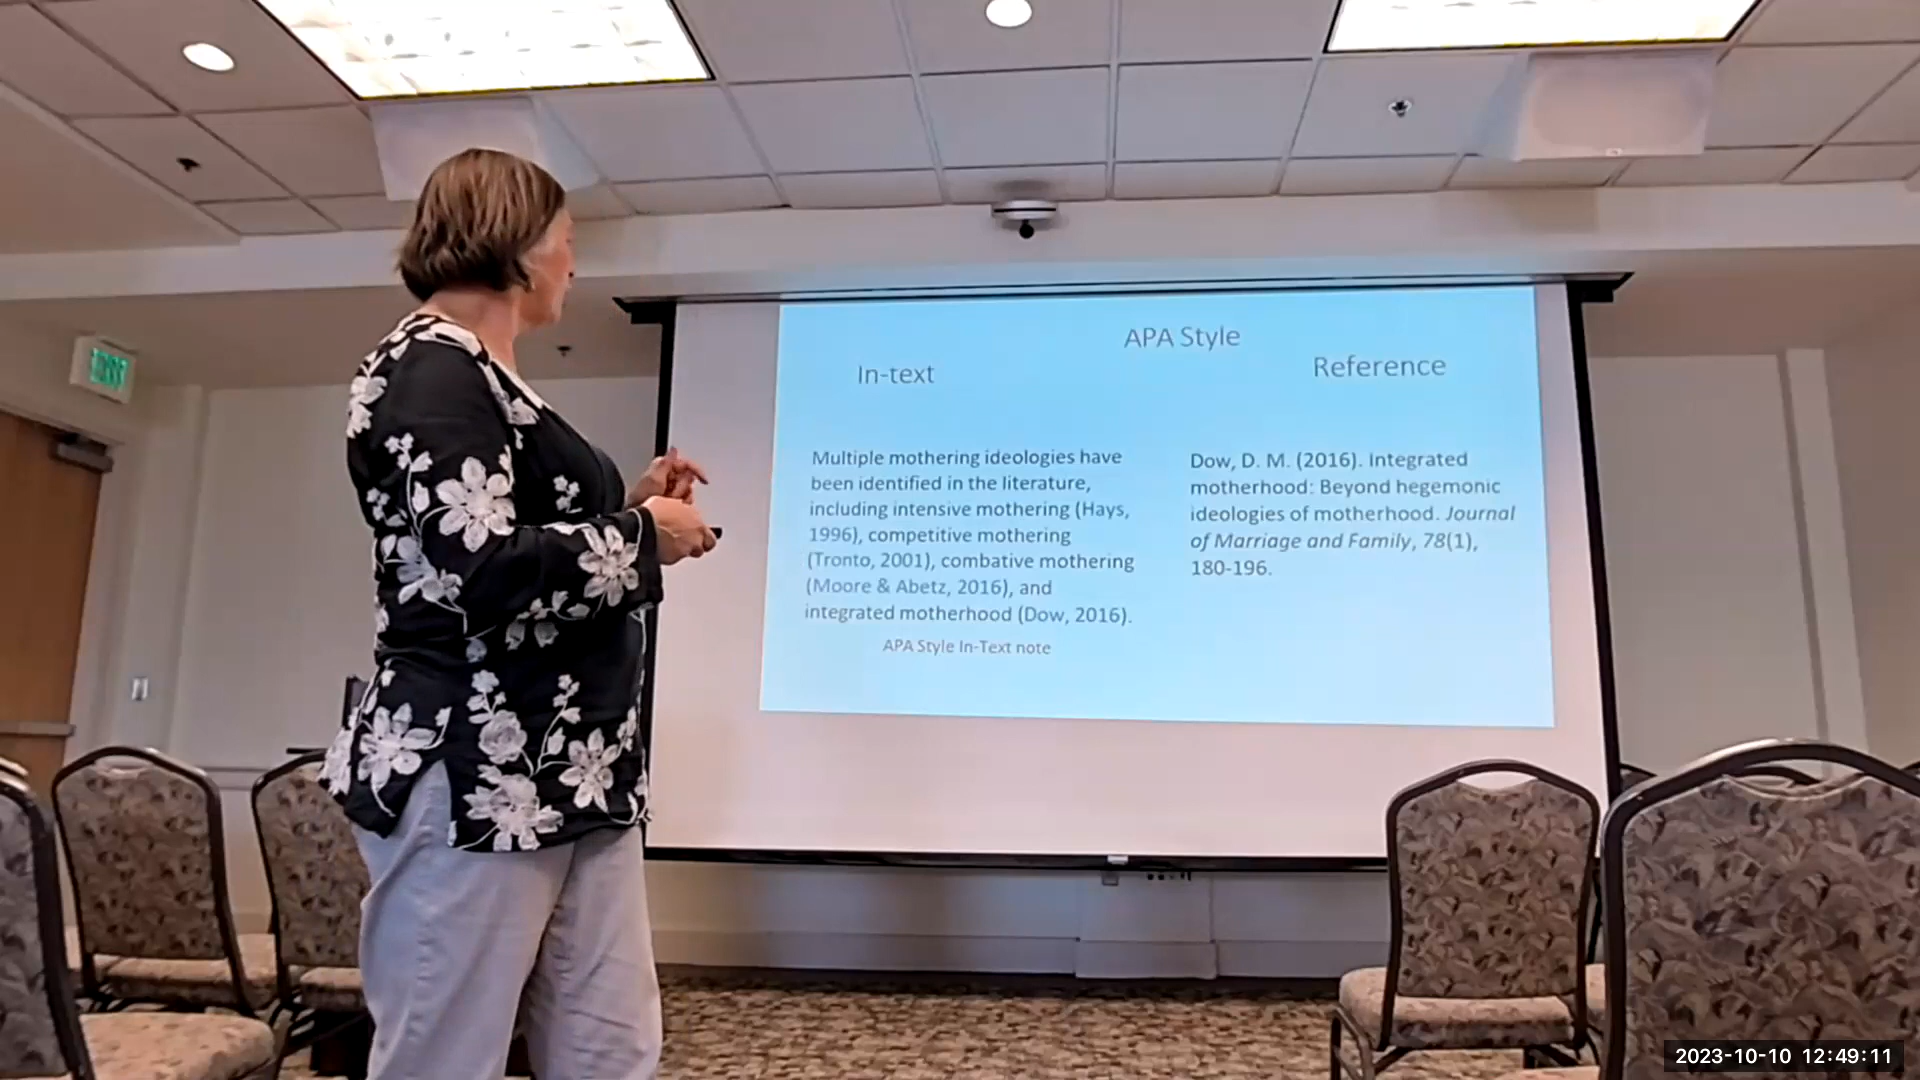 APA Style
In-text
Reference
Multiple mothering ideologies have
been identified in the literature,
including intensive mothering (Hays,
1996), competitive mothering
(Tronto, 2001), combative mothering
(Moore & Abetz, 2016), and
integrated motherhood (Dow, 2016).
APA Style In-Text note
Dow, D. M. (2016). Integrated
motherhood: Beyond hegemonic
ideologies of motherhood. Journal
of Marriage and Family, 78(1),
180-196.
2023-10-10 12:49:11